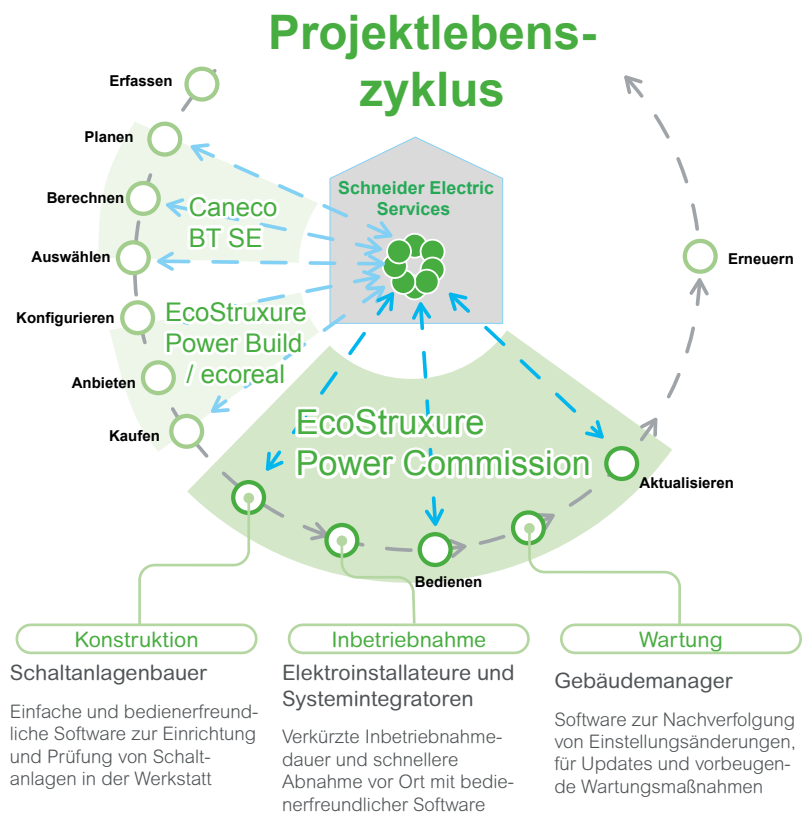 Projektlebens-
zyklus
Erfassen
Planen
Berechnen
Auswählen
Konfigurieren
Anbieten
Kaufen
Caneco
BT SE
EcoStruxure
Power Build
/ ecoreal
Schneider Electric
Services
Erneuern
EcoStruxure
Power Commission
Aktualisieren
Bedienen
Konstruktion
Schaltanlagenbauer
Einfache und bedienerfreund-
liche Software zur Einrichtung
und Prüfung von Schalt-
anlagen in der Werkstatt
Inbetriebnahme
Elektroinstallateure und
Systemintegratoren
Verkürzte Inbetriebnahme-
dauer und schnellere
Abnahme vor Ort mit bedie-
nerfreundlicher Software
Wartung
Gebäudemanager
Software zur Nachverfolgung
von Einstellungsänderungen,
für Updates und vorbeugen-
de Wartungsmaßnahmen